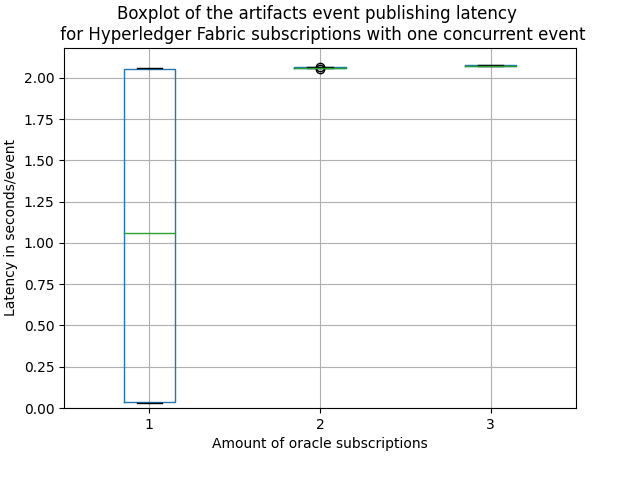 Boxplot of the artifacts event publishing latency
for Hyperledger Fabric subscriptions with one concurrent event
Latency in seconds/event
2.00
1.75
1.50
1.25
1.00
0.75
0.50
0.25
0.00
1 2 3
Amount of oracle subscriptions